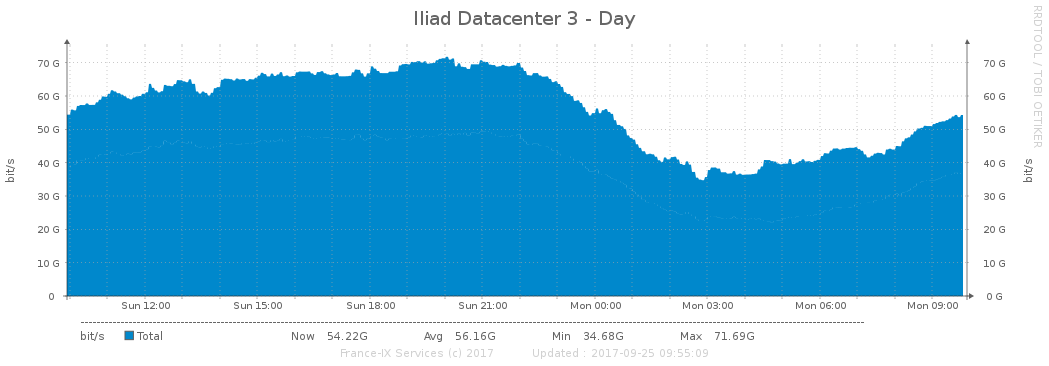 Iliad Datacenter 3 - Day
RRDTOOL / TOBI OETIKER
bit/s
bit/s
70 G 70 G
60 G 60 G
50 G 50 G
40 G 40 G
30 G 30 G
20 G 20 G
10 G 10 G
0 0 G
Sun 12:00 Sun 15:00 Sun 18:00 Sun 21:00 Mon 00:00 Mon 03:00 Mon 06:00 Mon 09:00
bit/s Total Now 54.22G Avg 56.16G Min 34.68G Max 71.69G
France-IX Services (c) 2017 Updated : 2017-09-25 09:55:09